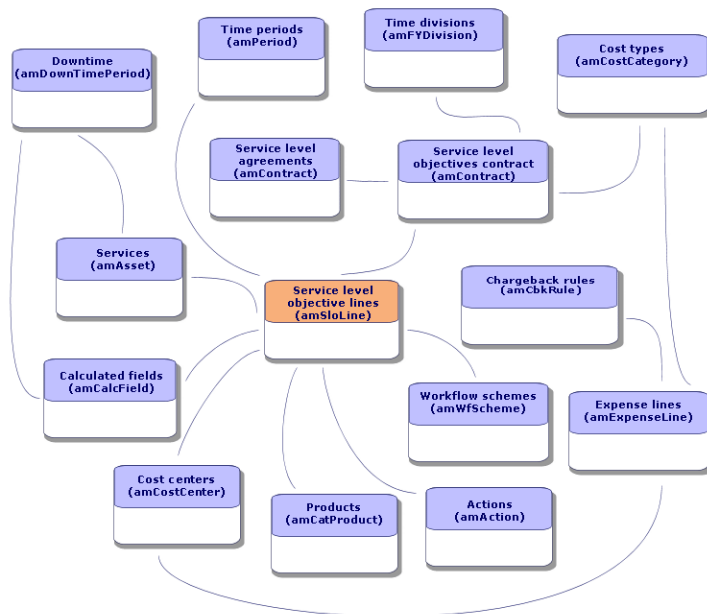 Time periods
(amPeriod)
Time divisions
(amFYDivision)
Cost types
(amCostCategory)
Downtime
(amDownTimePeriod)
Service level
agreements
(amContract)
Service level
objectives contract
(amContract)
Services
(amAsset)
Service level
objective lines
(amSloLine)
Chargeback rules
(amCbkRule)
Calculated fields
(amCalcField)
Workflow schemes
(amWfScheme)
Expense lines
(amExpenseLine)
Cost centers
(amCostCenter)
Products
(amCatProduct)
Actions
(amAction)